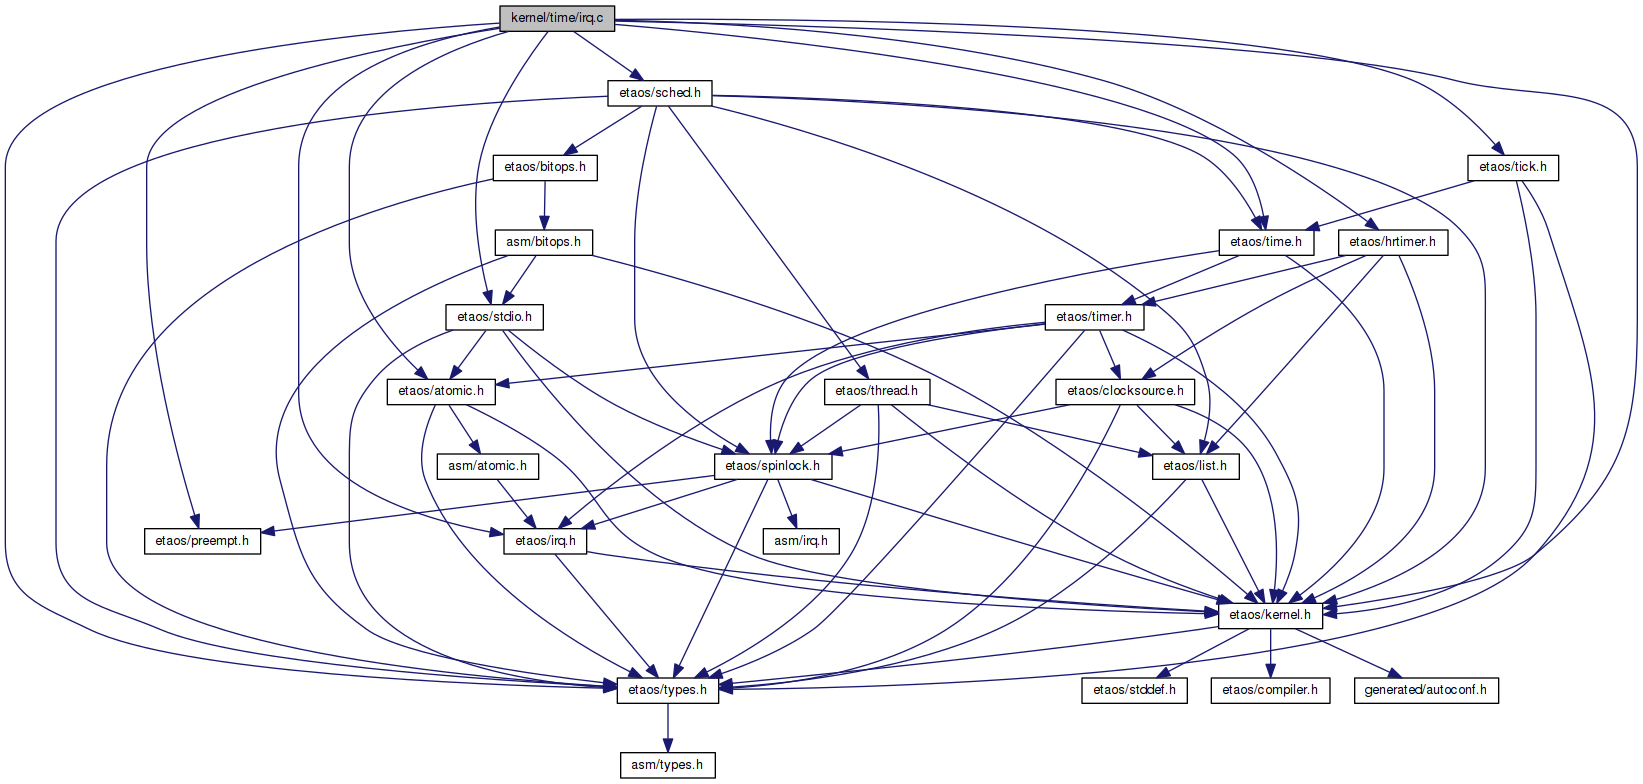 kernel/time/irq.c
etaos/sched.h
etaos/bitops.h
etaos/tick.h
asm/bitops.h
etaos/time.h
etaos/hrtimer.h
etaos/stdio.h
etaos/timer.h
etaos/atomic.h
etaos/thread.h
etaos/clocksource.h
asm/atomic.h
etaos/spinlock.h
etaos/list.h
etaos/preempt.h
etaos/irq.h
asm/irq.h
etaos/kernel.h
etaos/types.h
etaos/stddef.h
etaos/compiler.h
generated/autoconf.h
asm/types.h